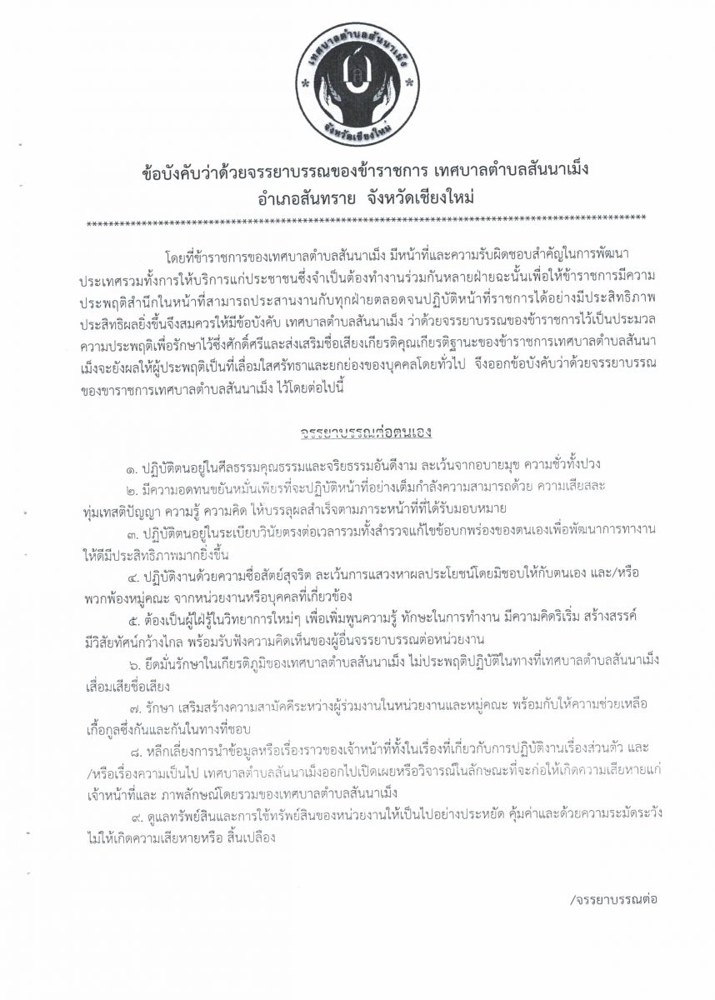 เทศบาลตำบลสันนาเม็ง
จังหวัดเชียงใหม่
ข้อบังคับว่าด้วยจรรยาบรรณของข้าราชการ เทศบาลตำบลสันนาเม็ง
อำเภอสันทราย จังหวัดเชียงใหม่
โดยที่ข้าราชการของเทศบาลตำบลสันนาเม็ง มีหน้าที่และความรับผิดชอบสำคัญในการพัฒนา
ประเทศรวมทั้งการให้บริการแก่ประชาชนซึ่งจำเป็นต้องทำงานร่วมกันหลายฝ่ายฉะนั้นเพื่อให้ข้าราชการมีความ
ประพฤติสำนึกในหน้าที่สามารถประสานงานกับทุกฝ่ายตลอดจนปฏิบัติหน้าที่ราชการได้อย่างมีประสิทธิภาพ
ประสิทธิผลยิ่งขึ้นจึงสมควรให้มีข้อบังคับ เทศบาลตำบลสันนาเม็ง ว่าด้วยจรรยาบรรณของข้าราชการไว้เป็นประมวล
ความประพฤติเพื่อรักษาไว้ซึ่งศักดิ์ศรีและส่งเสริมชื่อเสียงเกียรติคุณเกียรติฐานะของข้าราชการเทศบาลตำบลสันนา
เม็งจะยังผลให้ผู้ประพฤติเป็นที่เลื่อมใสศรัทธาและยกย่องของบุคคลโดยทั่วไป จึงออกข้อบังคับว่าด้วยจรรยาบรรณ
ของขาราชการเทศบาลตำบลสันนาเม็ง ไว้โดยต่อไปนี้
จรรยาบรรณต่อตนเอง
๑. ปฏิบัติตนอยู่ในศีลธรรมคุณธรรมและจริยธรรมอันดีงาม ละเว้นจากอบายมุข ความชั่วทั้งปวง
๒. มีความอดทนขยันหมั่นเพียรที่จะปฏิบัติหน้าที่อย่างเต็มกำลังความสามารถด้วย ความเสียสละ
ทุ่มเทสติปัญญา ความรู้ ความคิด ให้บรรลุผลสำเร็จตามภาระหน้าที่ที่ได้รับมอบหมาย
๓. ปฏิบัติตนอยู่ในระเบียบวินัยตรงต่อเวลารวมทั้งสำรวจแก้ไขข้อบกพร่องของตนเองเพื่อพัฒนาการทางาน
ให้ดีมีประสิทธิภาพมากยิ่งขึ้น
๔. ปฏิบัติงานด้วยความซื่อสัตย์สุจริต ละเว้นการแสวงหาผลประโยชน์โดยมิชอบให้กับตนเอง และ/หรือ
พวกพ้องหมู่คณะ จากหน่วยงานหรือบุคคลที่เกี่ยวข้อง
๕. ต้องเป็นผู้ใฝ่รู้ในวิทยาการใหม่ๆ เพื่อเพิ่มพูนความรู้ ทักษะในการทำงาน มีความคิดริเริ่ม สร้างสรรค์
มีวิสัยทัศน์กว้างไกล พร้อมรับฟังความคิดเห็นของผู้อื่นจรรยาบรรณต่อหน่วยงาน
๖. ยึดมั่นรักษาในเกียรติภูมิของเทศบาลตำบลสันนาเม็ง ไม่ประพฤติปฏิบัติในทางที่เทศบาลตำบลสันนาเม็ง
เสื่อมเสียชื่อเสียง
๗. รักษา เสริมสร้างความสามัคคีระหว่างผู้ร่วมงานในหน่วยงานและหมู่คณะ พร้อมกับให้ความช่วยเหลือ
เกื้อกูลซึ่งกันและกันในทางที่ชอบ
๘. หลีกเลี่ยงการนำข้อมูลหรือเรื่องราวของเจ้าหน้าที่ทั้งในเรื่องที่เกี่ยวกับการปฏิบัติงานเรื่องส่วนตัว และ
/หรือเรื่องความเป็นไป เทศบาลตำบลสันนาเม็งออกไปเปิดเผยหรือวิจารณ์ในลักษณะที่จะก่อให้เกิดความเสียหายแก่
เจ้าหน้าที่และ ภาพลักษณ์โดยรวมของเทศบาลตำบลสันนาเม็ง
๙. ดูแลทรัพย์สินและการใช้ทรัพย์สินของหน่วยงานให้เป็นไปอย่างประหยัด คุ้มค่าและด้วยความระมัดระวัง
ไม่ให้เกิดความเสียหายหรือ สิ้นเปลือง
/จรรยาบรรณต่อ